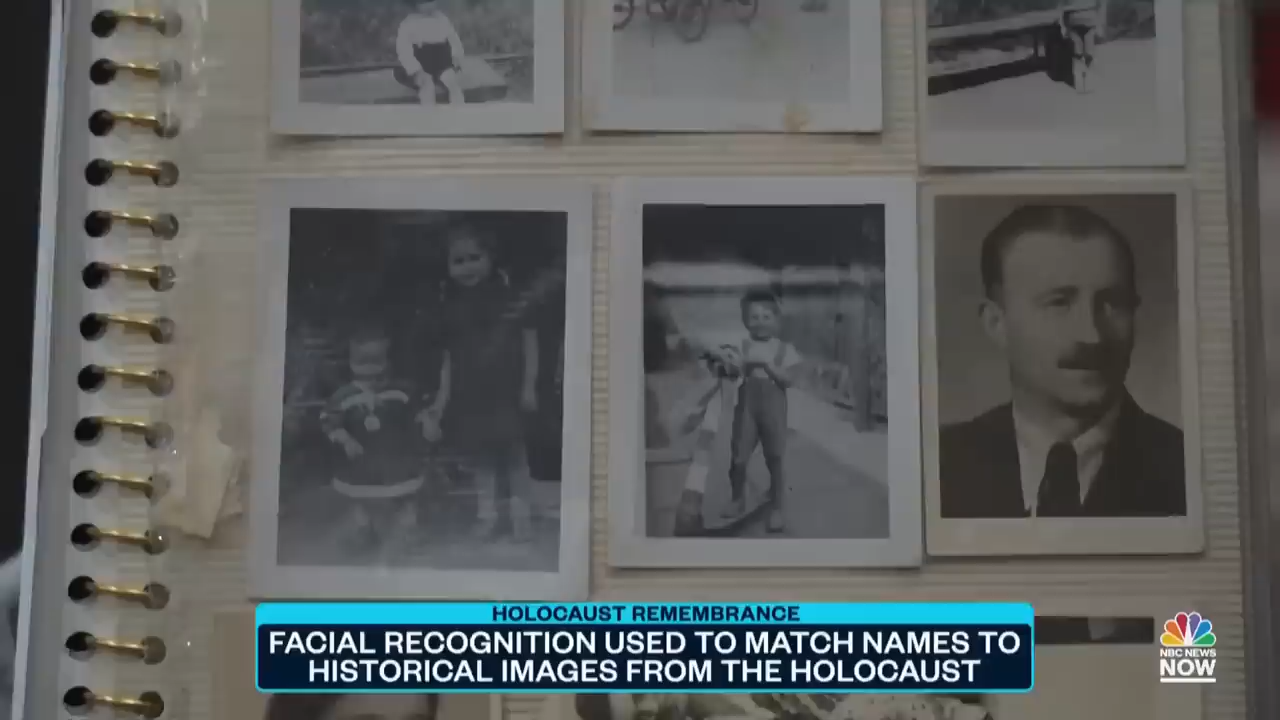 HOLOCAUST REMEMBRANCE
FACIAL RECOGNITION USED TO MATCH NAMES TO
HISTORICAL IMAGES FROM THE HOLOCAUST
NBC NEWS
NOW